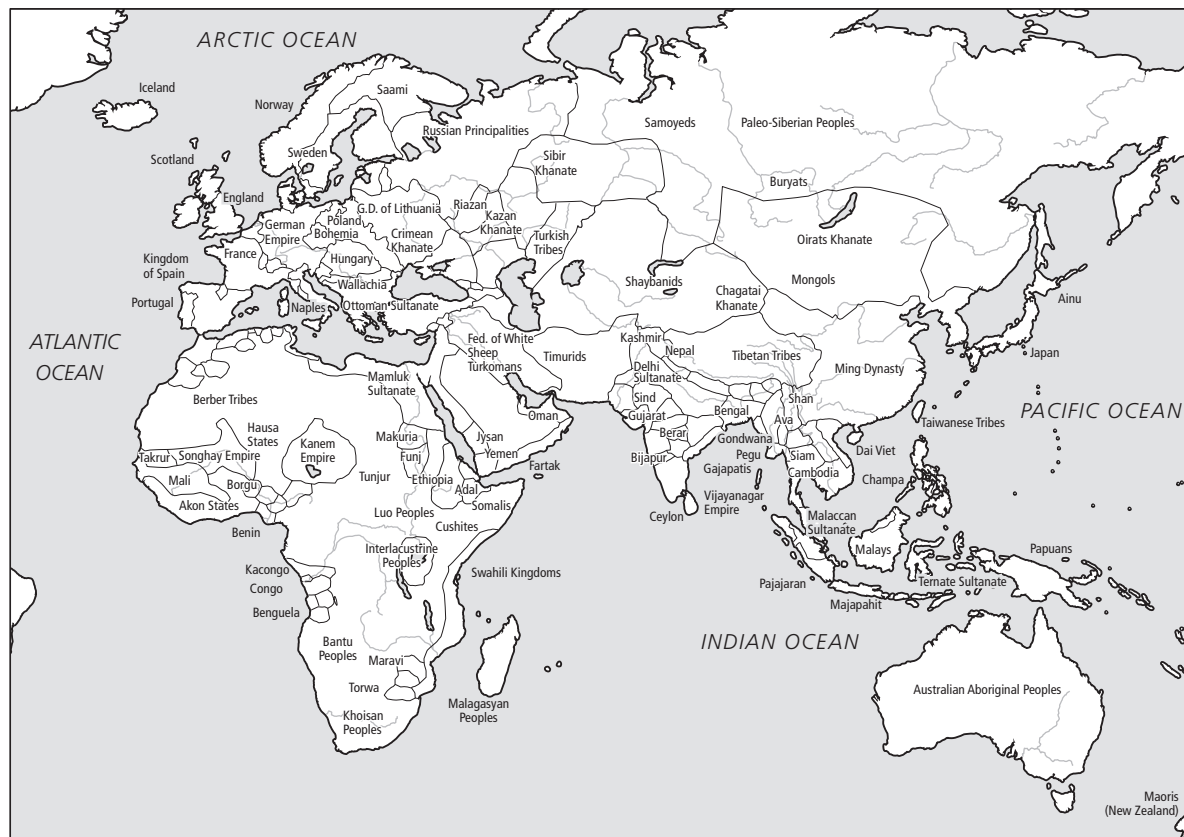 ARCTIC OCEAN
Iceland
Norway
Saami
Samoyeds
Paleo-Siberian Peoples
Russian Principalities
Scotland
Sweden
Sibir
Khanate
Buryats
England
G.D. of Lithuania
Riazan
German
Empire
Poland
Bohemia
Kazan
Khanate
Crimean
Khanate
Turkish
Tribes
Oirats Khanate
France
Hungary
Kingdom
of Spain
Wallachia
Shaybanids
Mongols
Chagatai
Khanate
Portugal
Naples
Ottoman Sultanate
Ainu
ATLANTIC
OCEAN
Fed. of White
Sheep
Turkomans
Timurids
Kashmir
Nepal
Tibetan Tribes
Japan
Ming Dynasty
Mamluk
Sultanate
Delhi
Sultanate
Berber Tribes
Sind
Shan
Oman
Gujarat
Bengal
Ava
PACIFIC OCEAN
Taiwanese Tribes
Hausa
States
Kanem
Empire
Makuria
Jysan
Berar
Gondwana
Takrur
Songhay Empire
Funj
Yemen
Bijapur
Pegu
Siam
Dai Viet
Fartak
Gajapatis
Mali
Borgu
Tunjur
Ethiopia
Adal
Cambodia
Champa
Akon States
Luo Peoples
Somalis
Ceylon
Vijayanagar
Empire
Malaccan
Sultanate
Benin
Cushites
Interlacustrine
Peoples
Malays
Papuans
Kacongo
Swahili Kingdoms
Pajajaran
Ternate Sultanate
Congo
Majapahit
Benguela
INDIAN OCEAN
Bantu
Peoples
Maravi
Torwa
Malagasyan
Peoples
Australian Aboriginal Peoples
Khoisan
Peoples
Maoris
(New Zealand)